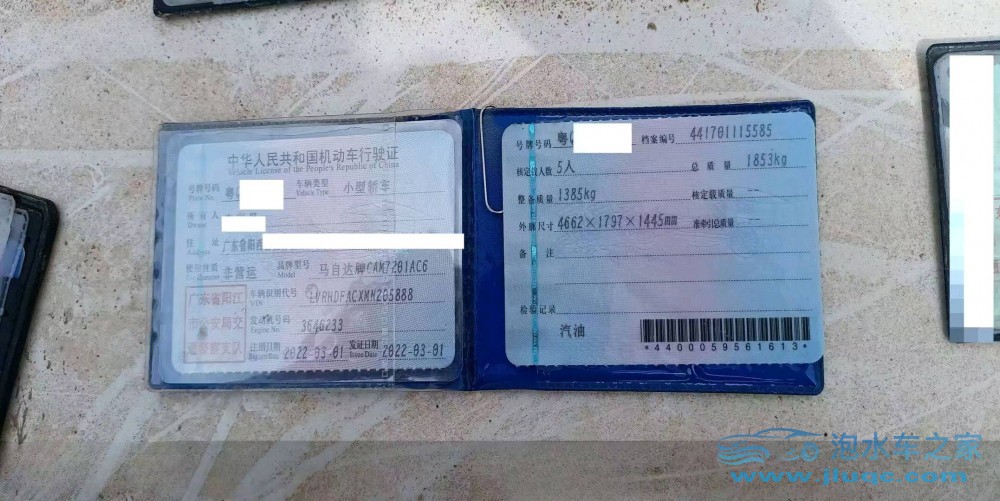 中华人民共和国机动车行驶证
Vehicle License of the People's Republic of China
号牌号码 粤
Plate No.
车辆类型 小型轿车
Vehicle Type
所有人
Owner
住址 广东省阳西
Address
使用性质 非营运
Use Character
品牌型号 马自达牌CAM7201AC6
Model
广东省阳江
市公安局交
通警察支队
车辆识别代号
VIN
发动机号码 3646233
Engine No.
注册日期 2022-03-01
Register Date
发证日期 2022-03-01
Issue Date
号牌号码 粤
档案编号 441701115585
核定载人数 5人
总质量 1853kg
整备质量 1385kg
核定载质量 --
外廓尺寸 4662×1797×1445mm
准牵引总质量 --
备注
检验记录
汽油
*4400059561613*
泡水车之家